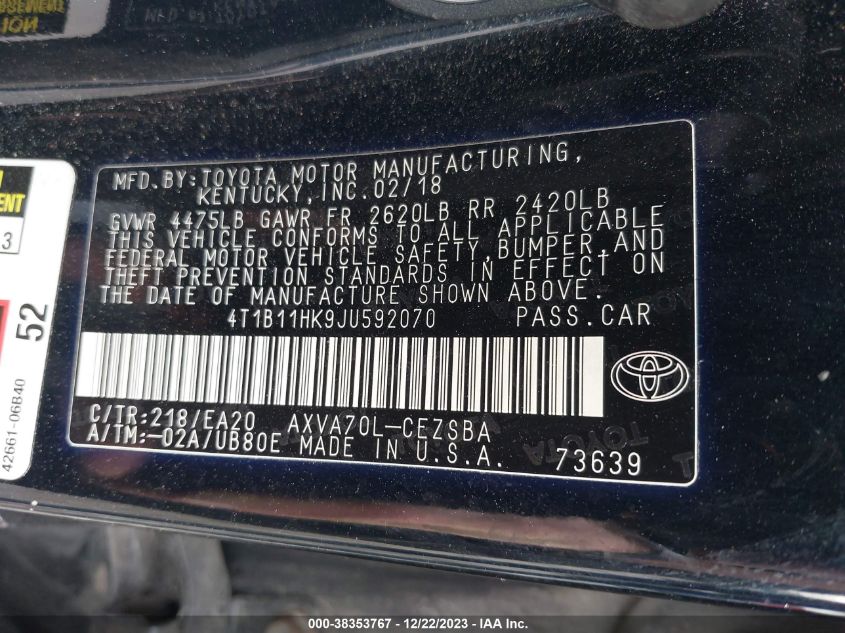 MFD.BY:TOYOTA MOTOR MANUFACTURING,
KENTUCKY,INC.02/18
GVWR 4475LB GAWR FR 2620LB RR 2420LB
THIS VEHICLE CONFORMS TO ALL APPLICABLE
FEDERAL MOTOR VEHICLE SAFETY,BUMPER,AND
THEFT PREVENTION STANDARDS IN EFFECT ON
THE DATE OF MANUFACTURE SHOWN ABOVE.
4T1B11HK9JU592070 PASS.CAR
C/TR:218/EA20 AXVA70L-CEZSBA
A/TM:-02A/UB80E MADE IN U.S.A. 73639
52
42661-06B40
000-38353767 • 12/22/2023 • IAA Inc.